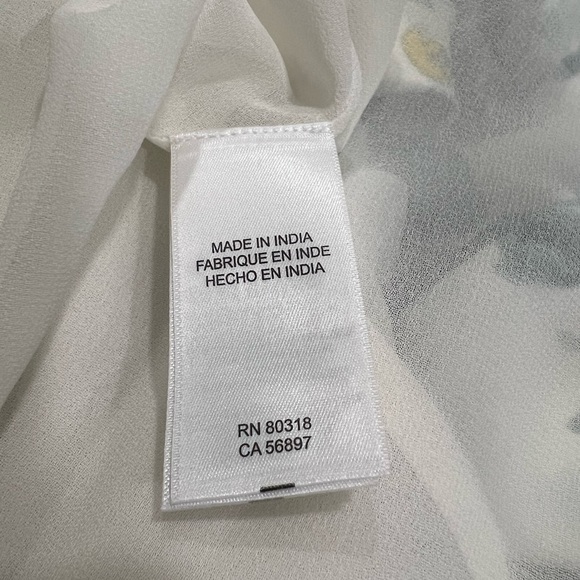 MADE IN INDIA
FABRIQUE EN INDE
HECHO EN INDIA
RN 80318
CA 56897